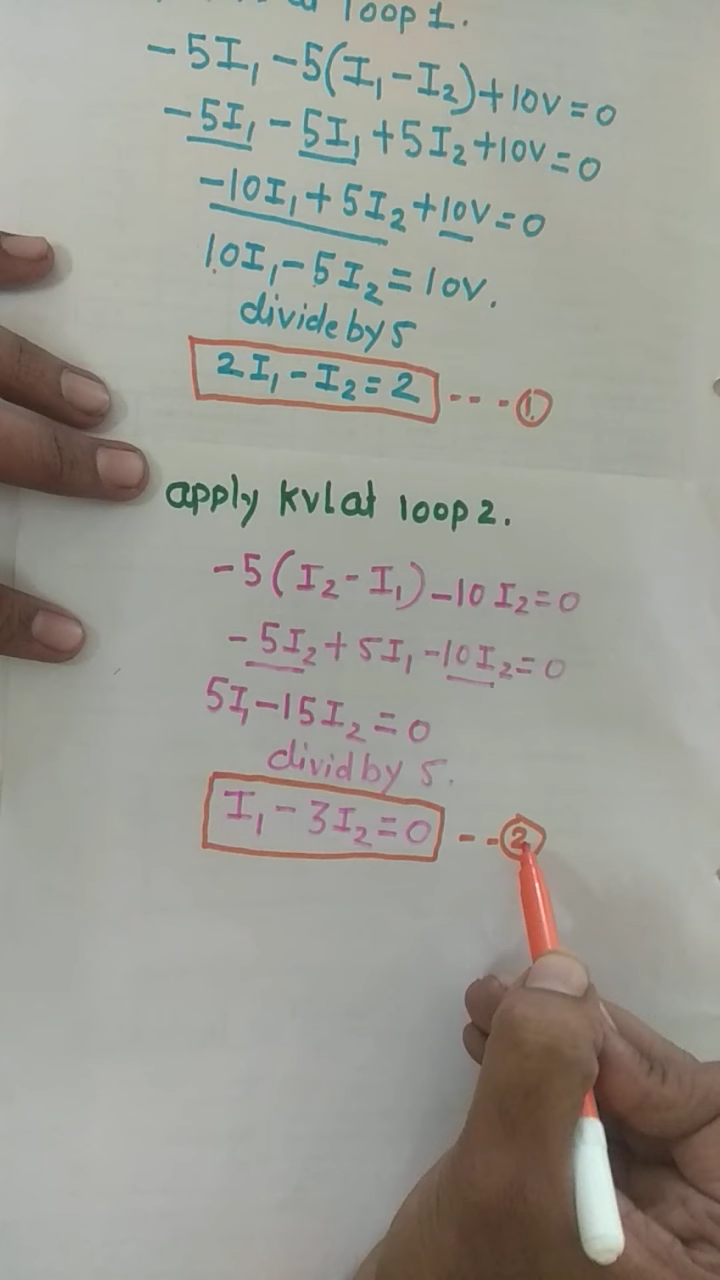 loop 1.
-5I₁ -5(I₁-I₂)+10V=0
-5I₁-5I₁+5I₂+10V=0
-10I₁+5I₂+10V=0
10I₁-5I₂=10V.
divide by 5
2I₁-I₂=2 ---①
apply kvl at loop 2.
-5(I₂-I₁)-10I₂=0
-5I₂+5I₁-10I₂=0
5I₁-15I₂=0
divid by 5.
I₁-3I₂=0 --②